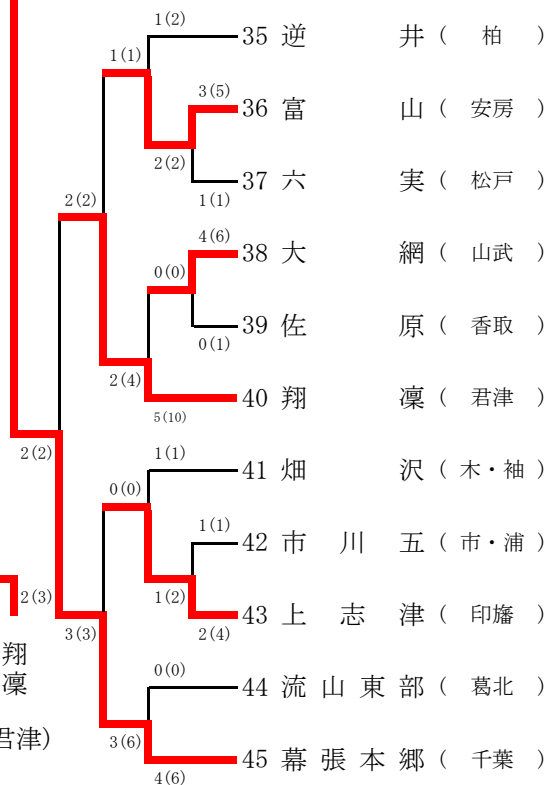 1(2)
35 逆井（柏）
1(1)
3(5)
36 富山（安房）
2(2)
37 六実（松戸）
1(1)
2(2)
4(6)
38 大網（山武）
0(0)
39 佐原（香取）
0(1)
2(4)
40 翔凜（君津）
5(10)
2(2)
1(1)
41 畑沢（木・袖）
0(0)
1(1)
42 市川五（市・浦）
1(2)
43 上志津（印旛）
2(4)
2(3)
3(3)
翔
凜
君津）
0(0)
44 流山東部（葛北）
3(6)
45 幕張本郷（千葉）
4(6)